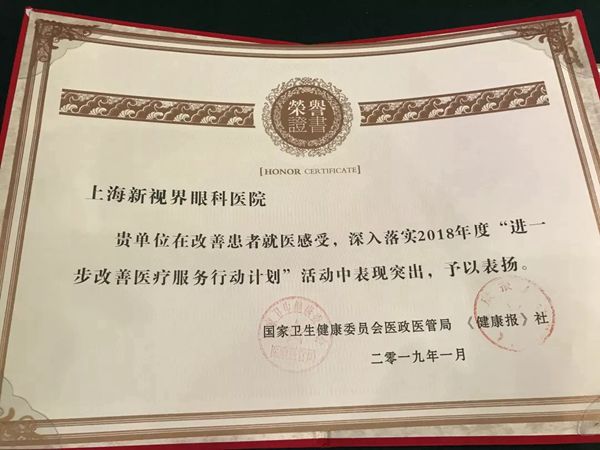 榮譽
證書
[ HONOR CERTIFICATE ]
上海新视界眼科医院
贵单位在改善患者就医感受，深入落实2018年度“进一
步改善医疗服务行动计划”活动中表现突出，予以表扬。
国家卫生健康委员会医政医管局 《健康报》社
二零一九年一月